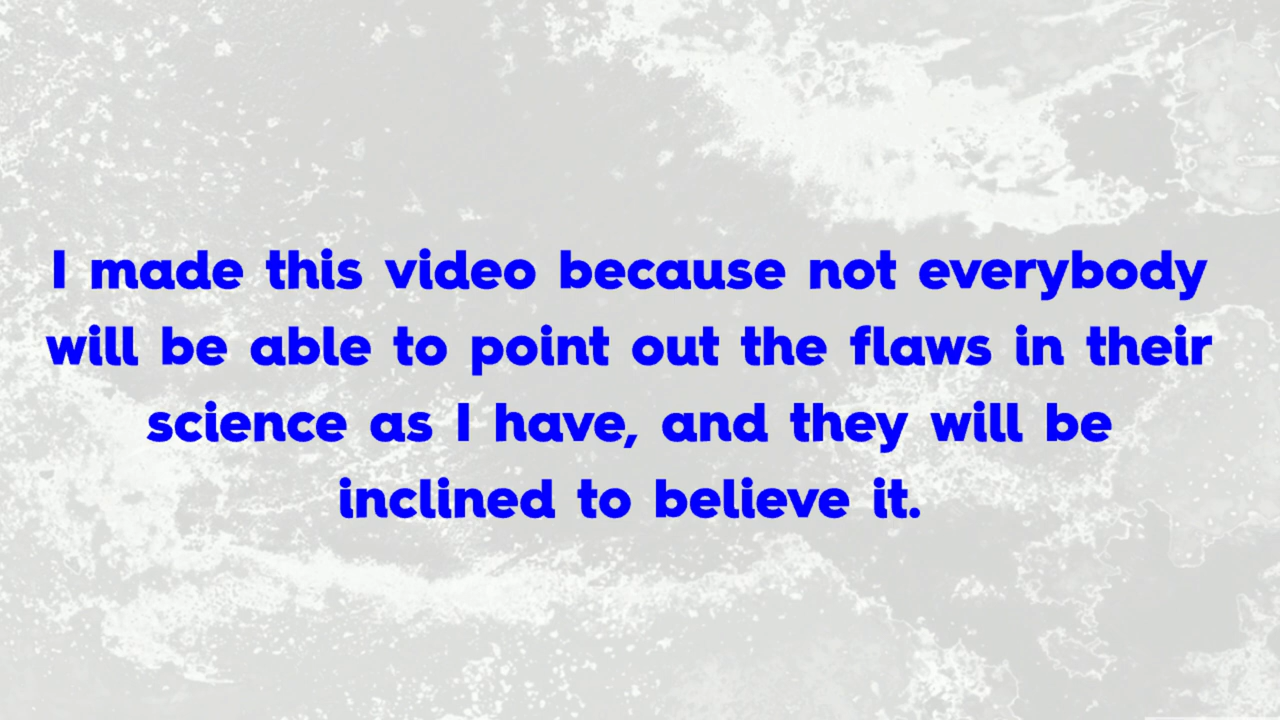 I made this video because not everybody
will be able to point out the flaws in their
science as I have, and they will be
inclined to believe it.